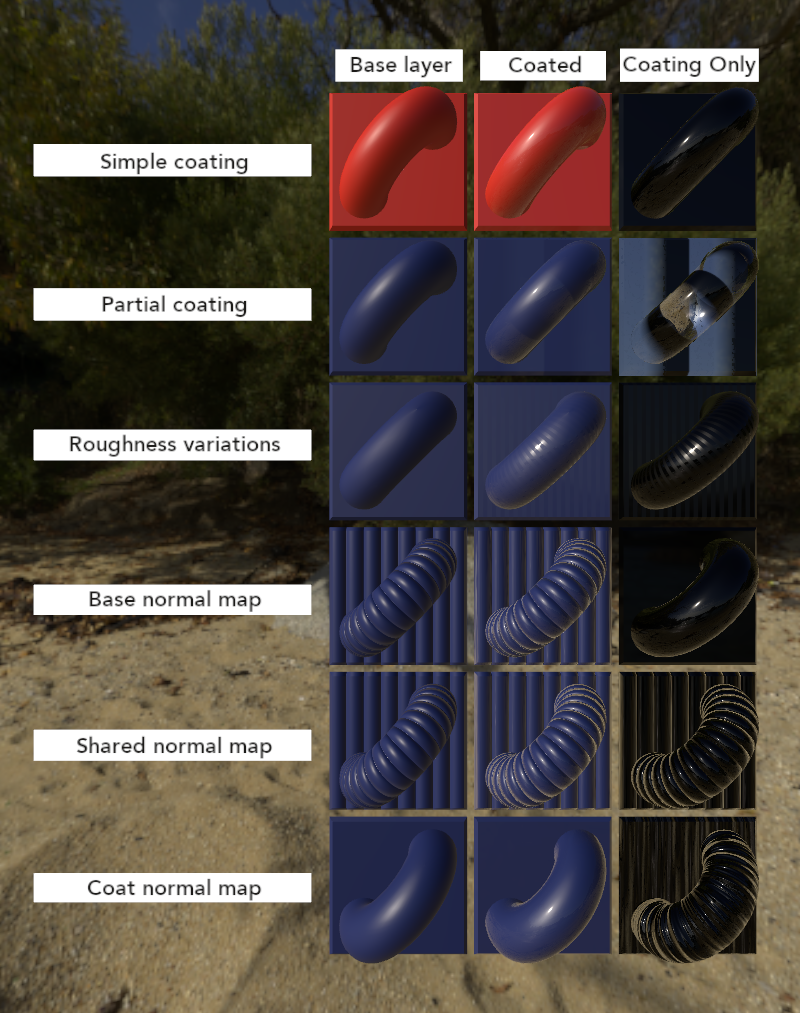 Base layer
Coated
Coating Only
Simple coating
Partial coating
Roughness variations
Base normal map
Shared normal map
Coat normal map